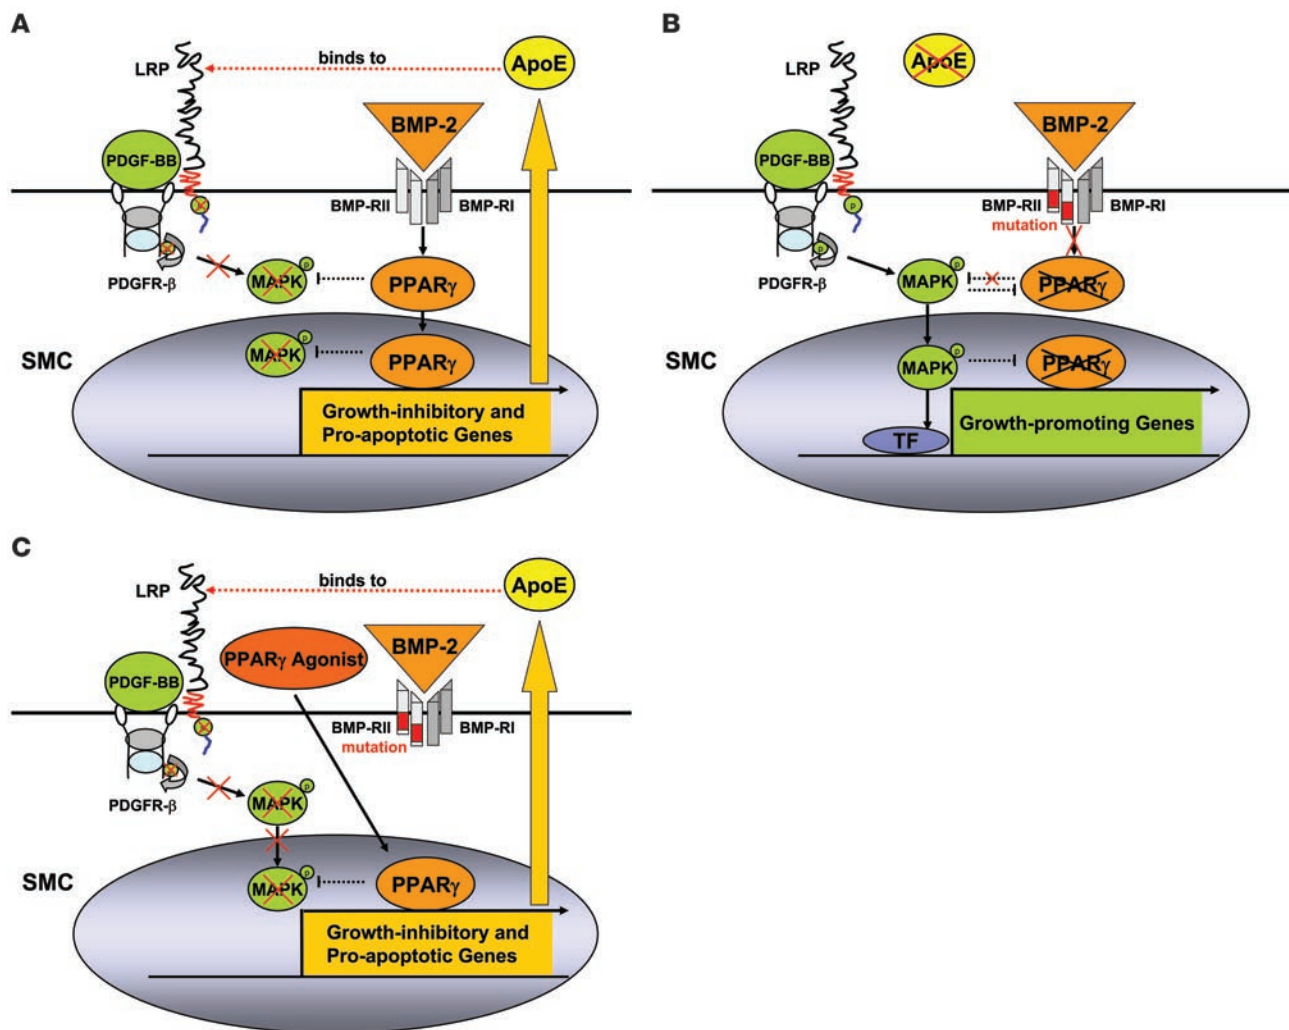 A
LRP
binds to
ApoE
BMP-2
PDGF-BB
P
BMP-RII
BMP-RI
PDGFR-β
P
MAPK
PPARγ
SMC
P
MAPK
PPARγ
Growth-inhibitory and
Pro-apoptotic Genes
B
LRP
ApoE
BMP-2
PDGF-BB
P
BMP-RII
BMP-RI
mutation
P
PDGFR-β
P
MAPK
PPARγ
SMC
P
MAPK
PPARγ
TF
Growth-promoting Genes
C
LRP
binds to
ApoE
PPARγ Agonist
BMP-2
PDGF-BB
BMP-RII
BMP-RI
mutation
PDGFR-β
P
MAPK
SMC
P
MAPK
PPARγ
Growth-inhibitory and
Pro-apoptotic Genes